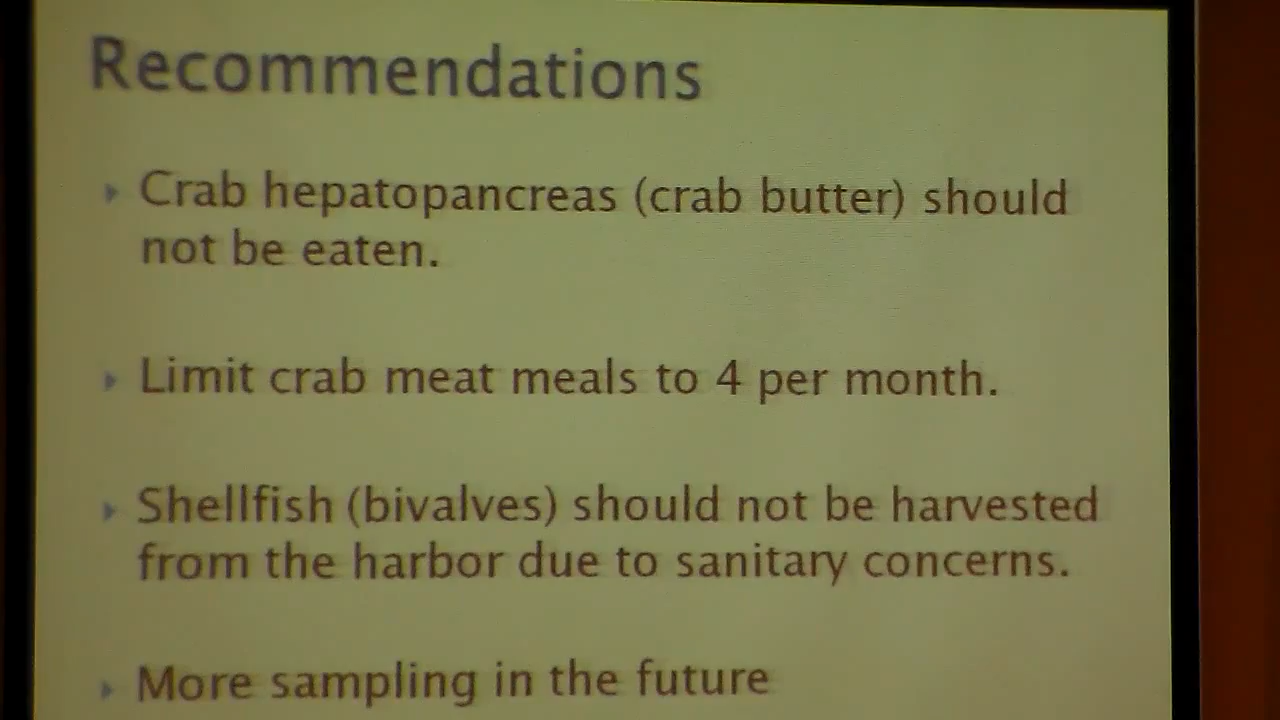 Recommendations
Crab hepatopancreas (crab butter) should
not be eaten.
Limit crab meat meals to 4 per month.
Shellfish (bivalves) should not be harvested
from the harbor due to sanitary concerns.
More sampling in the future